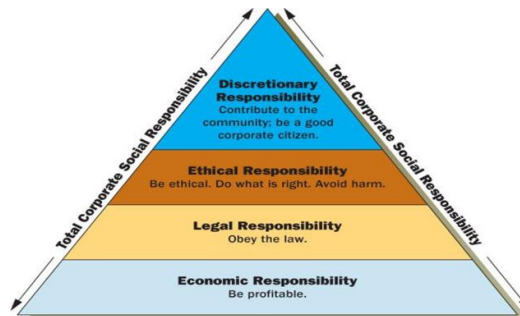 Total Corporate Social Responsibility
Total Corporate Social Responsibility
Discretionary
Responsibility
Contribute to the
community; be a good
corporate citizen.
Ethical Responsibility
Be ethical. Do what is right. Avoid harm.
Legal Responsibility
Obey the law.
Economic Responsibility
Be profitable.